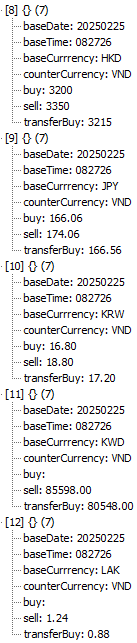 [8] {} (7)
baseDate: 20250225
baseTime: 082726
baseCurrrency: HKD
counterCurrency: VND
buy: 3200
sell: 3350
transferBuy: 3215
[9] {} (7)
baseDate: 20250225
baseTime: 082726
baseCurrrency: JPY
counterCurrency: VND
buy: 166.06
sell: 174.06
transferBuy: 166.56
[10] {} (7)
baseDate: 20250225
baseTime: 082726
baseCurrrency: KRW
counterCurrency: VND
buy: 16.80
sell: 18.80
transferBuy: 17.20
[11] {} (7)
baseDate: 20250225
baseTime: 082726
baseCurrrency: KWD
counterCurrency: VND
buy:
sell: 85598.00
transferBuy: 80548.00
[12] {} (7)
baseDate: 20250225
baseTime: 082726
baseCurrrency: LAK
counterCurrency: VND
buy:
sell: 1.24
transferBuy: 0.88